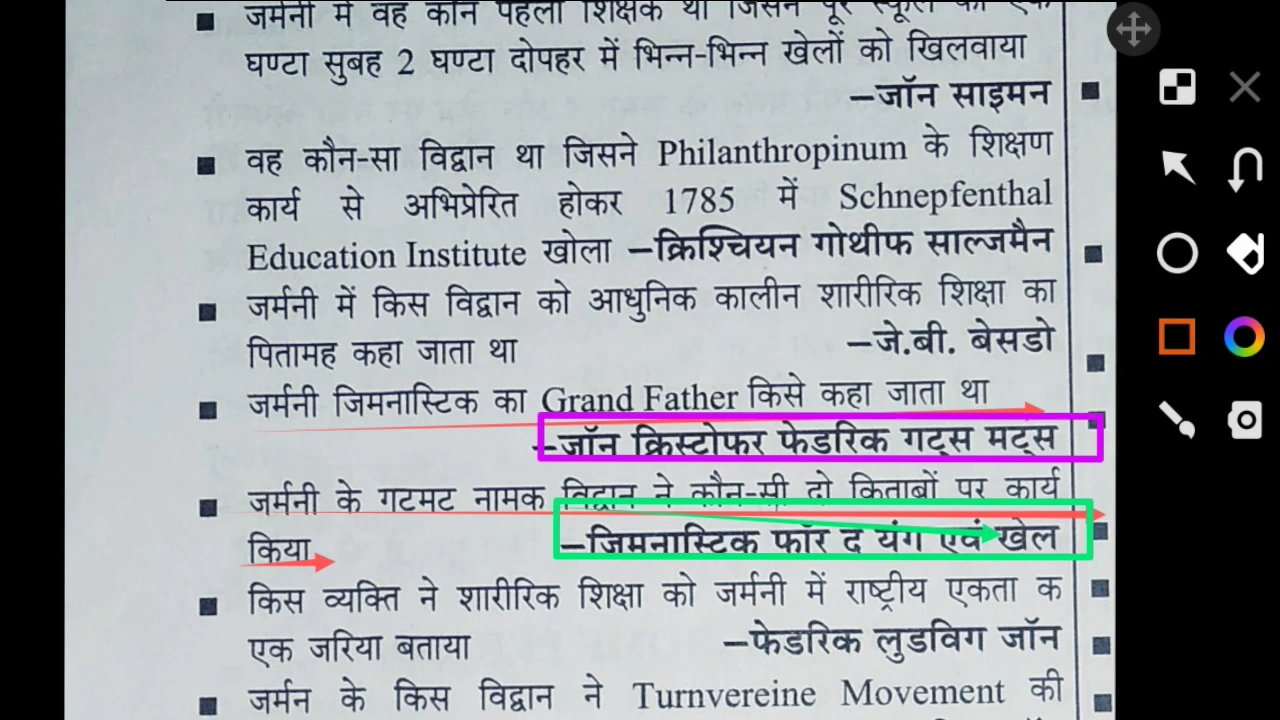 जर्मनी में वह कौन पहला शिक्षक था जिसने पूरे स्कूल को एक
घण्टा सुबह 2 घण्टा दोपहर में भिन्न-भिन्न खेलों को खिलवाया
–जॉन साइमन
वह कौन-सा विद्वान था जिसने Philanthropinum के शिक्षण
कार्य से अभिप्रेरित होकर 1785 में Schnepfenthal
Education Institute खोला –क्रिश्चियन गोथीफ साल्जमैन
जर्मनी में किस विद्वान को आधुनिक कालीन शारीरिक शिक्षा का
पितामह कहा जाता था –जे.बी. बेसडो
जर्मनी जिमनास्टिक का Grand Father किसे कहा जाता था
–जॉन क्रिस्टोफर फेडरिक गट्स मट्स
जर्मनी के गटमट नामक विद्वान ने कौन-सी दो किताबों पर कार्य
किया –जिमनास्टिक फॉर द यंग एवं खेल
किस व्यक्ति ने शारीरिक शिक्षा को जर्मनी में राष्ट्रीय एकता क
एक जरिया बताया –फेडरिक लुडविग जॉन
जर्मन के किस विद्वान ने Turnvereine Movement की